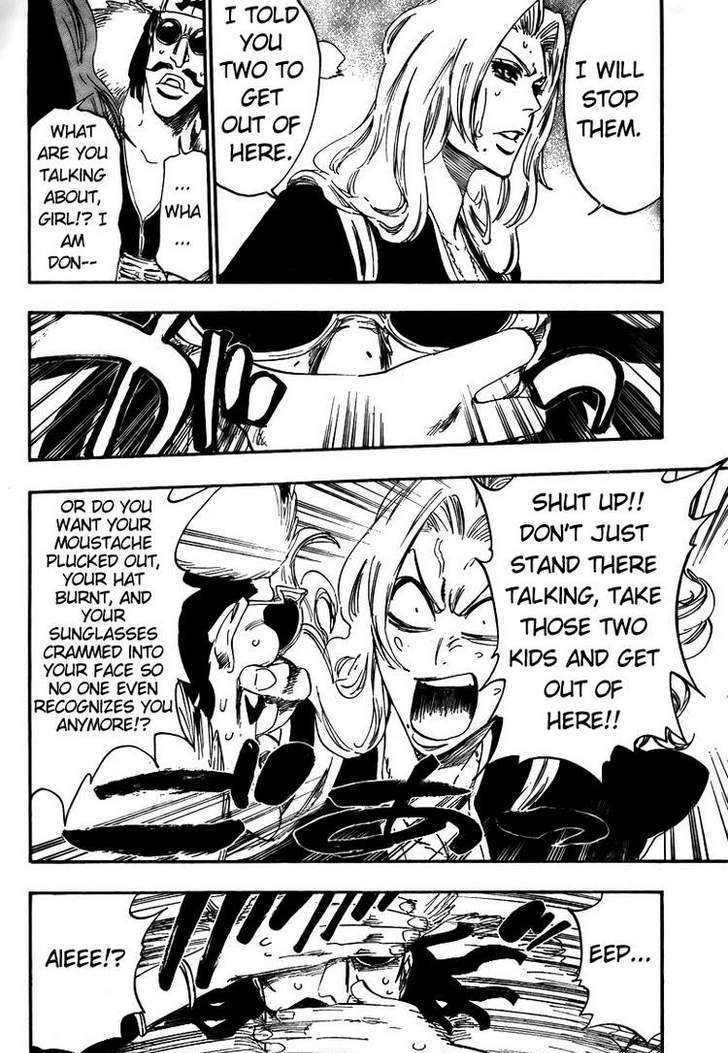 I WILL
STOP
THEM.
I TOLD
YOU
TWO TO
GET
OUT OF
HERE.
...
WHA
...
WHAT
ARE YOU
TALKING
ABOUT,
GIRL!? I
AM
DON--
SHUT UP!!
DON'T JUST
STAND THERE
TALKING, TAKE
THOSE TWO
KIDS AND GET
OUT OF
HERE!!
OR DO YOU
WANT YOUR
MOUSTACHE
PLUCKED OUT,
YOUR HAT
BURNT, AND
YOUR
SUNGLASSES
CRAMMED INTO
YOUR FACE SO
NO ONE EVEN
RECOGNIZES YOU
ANYMORE!?
EEP...
AIEEE!?